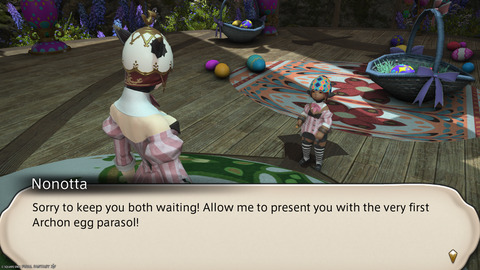 Nonotta
Sorry to keep you both waiting! Allow me to present you with the very first
Archon egg parasol!